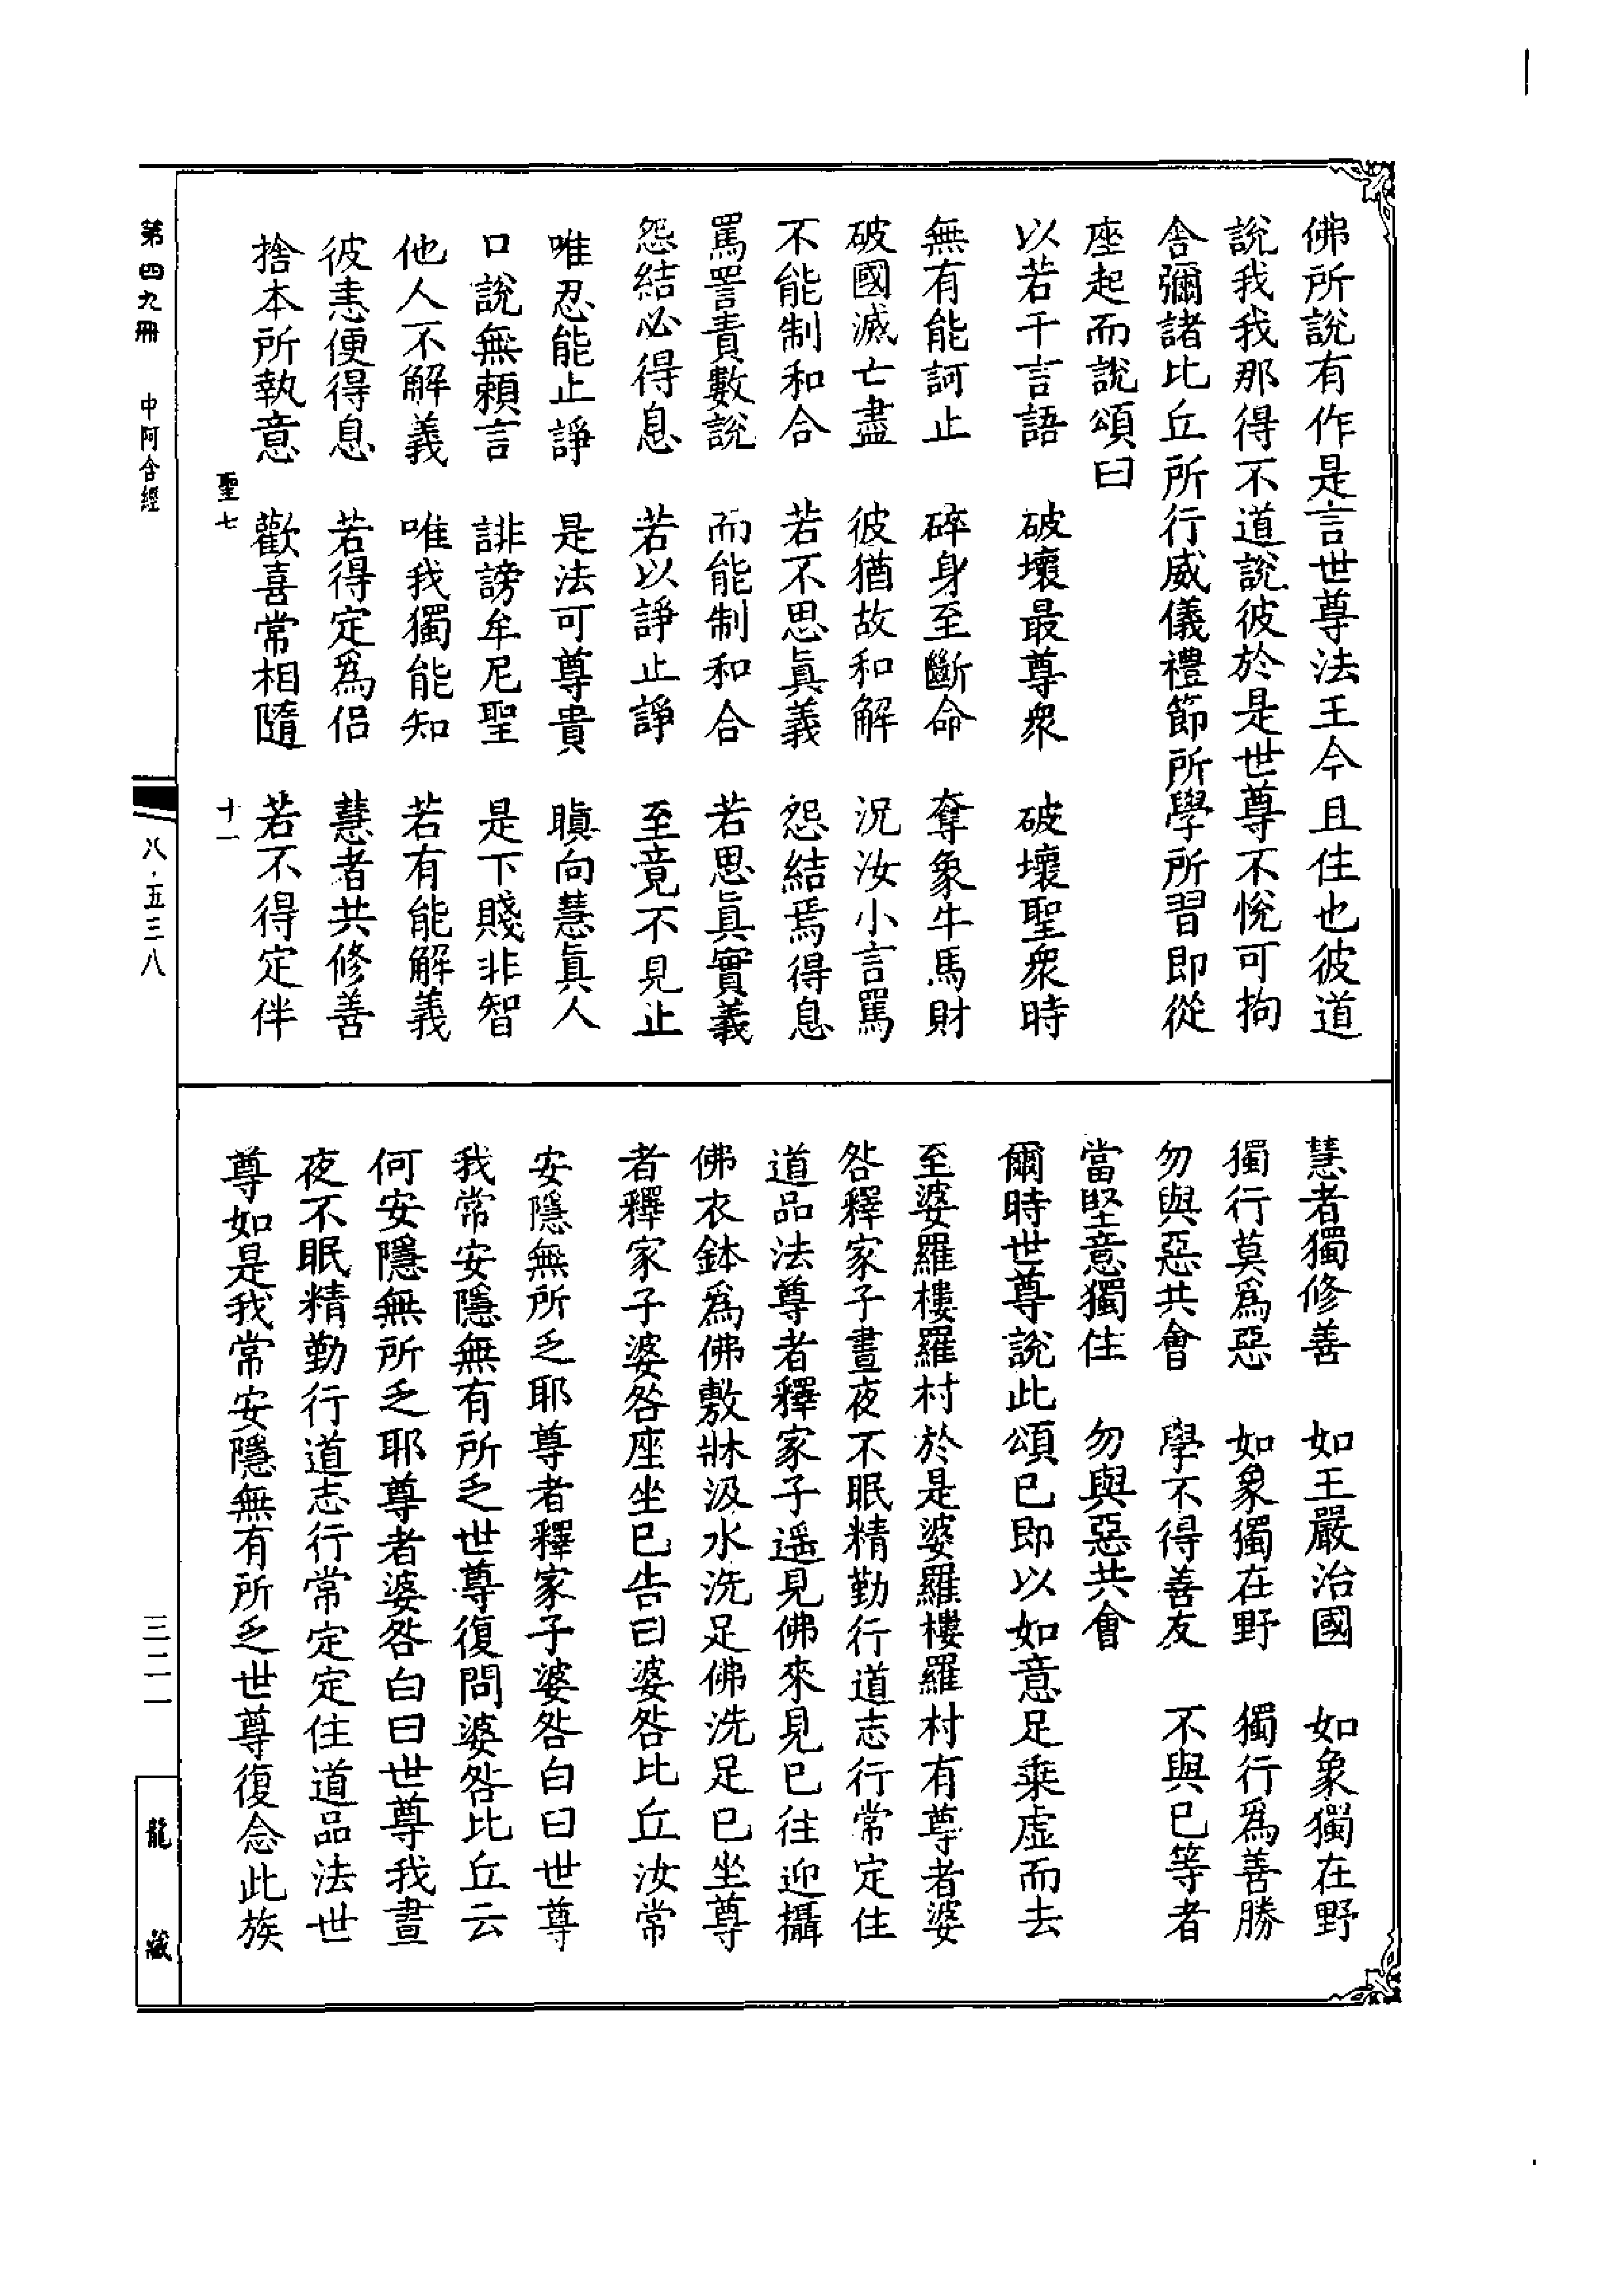 佛所說有作是言世尊法王今且住也彼道
說我我那得不道說彼於是世尊不悅可拘
舍彌諸比丘所行威儀禮節所學所習即從
座起而說頌曰
以若干言語　破壞最尊衆　破壞聖衆時
無有能訶止　碎身至斷命　奪象牛馬財
破國滅亡盡　彼猶故和解　況汝小言罵
不能制和合　若不思眞義　怨結焉得息
罵詈責數說　而能制和合　若思眞實義
怨結必得息　若以諍止諍　至竟不見止
唯忍能止諍　是法可尊貴　瞋向慧眞人
口說無賴言　誹謗牟尼聖　是下賤非智
他人不解義　唯我獨能知　若有能解義
彼恚便得息　若得定爲侶　慧者共修善
捨本所執意　歡喜常相隨　若不得定伴
聖七　十一
慧者獨修善　如王嚴治國　如象獨在野
獨行莫爲惡　如象獨在野　獨行爲善勝
勿與惡共會　學不得善友　不與已等者
當堅意獨住　勿與惡共會
爾時世尊說此頌已即以如意足乘虛而去
至婆羅樓羅村於是婆羅樓羅村有尊者婆
咎釋家子晝夜不眠精勤行道志行常定住
道品法尊者釋家子遥見佛來見已往迎攝
佛衣鉢爲佛敷牀汲水洗足佛洗足已坐尊
者釋家子婆咎座坐已告曰婆咎比丘汝常
安隱無所乏耶尊者釋家子婆咎白曰世尊
我常安隱無有所乏世尊復問婆咎比丘云
何安隱無所乏耶尊者婆咎白曰世尊我晝
夜不眠精勤行道志行常定定住道品法世
尊如是我常安隱無有所乏世尊復念此族
第四九冊　中阿含經
八·五三八
三二一
龍藏